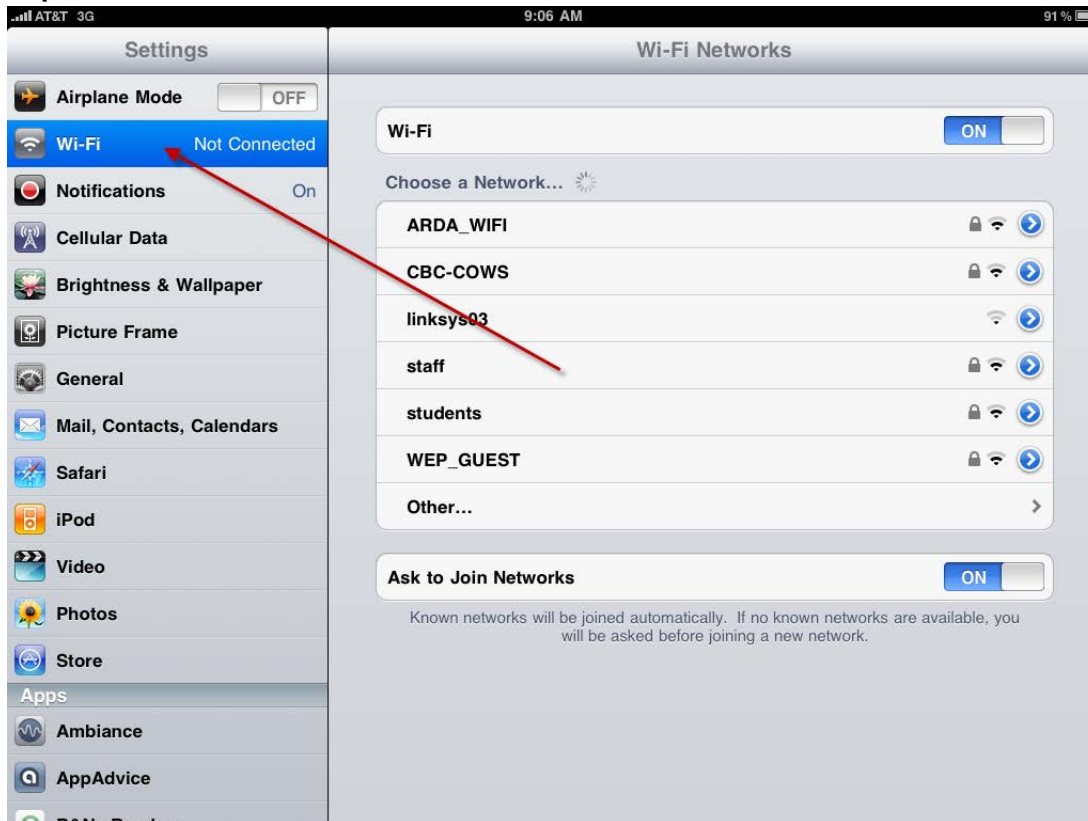 AT&T 3G 9:06 AM 91%
Settings
Airplane Mode OFF
Wi-Fi Not Connected
Notifications On
Cellular Data
Brightness & Wallpaper
Picture Frame
General
Mail, Contacts, Calendars
Safari
iPod
Video
Photos
Store
Apps
Ambiance
AppAdvice
Wi-Fi Networks
Wi-Fi ON
Choose a Network...
ARDA_WIFI
CBC-COWS
linksys03
staff
students
WEP_GUEST
Other...
Ask to Join Networks ON
Known networks will be joined automatically. If no known networks are available, you
will be asked before joining a new network.